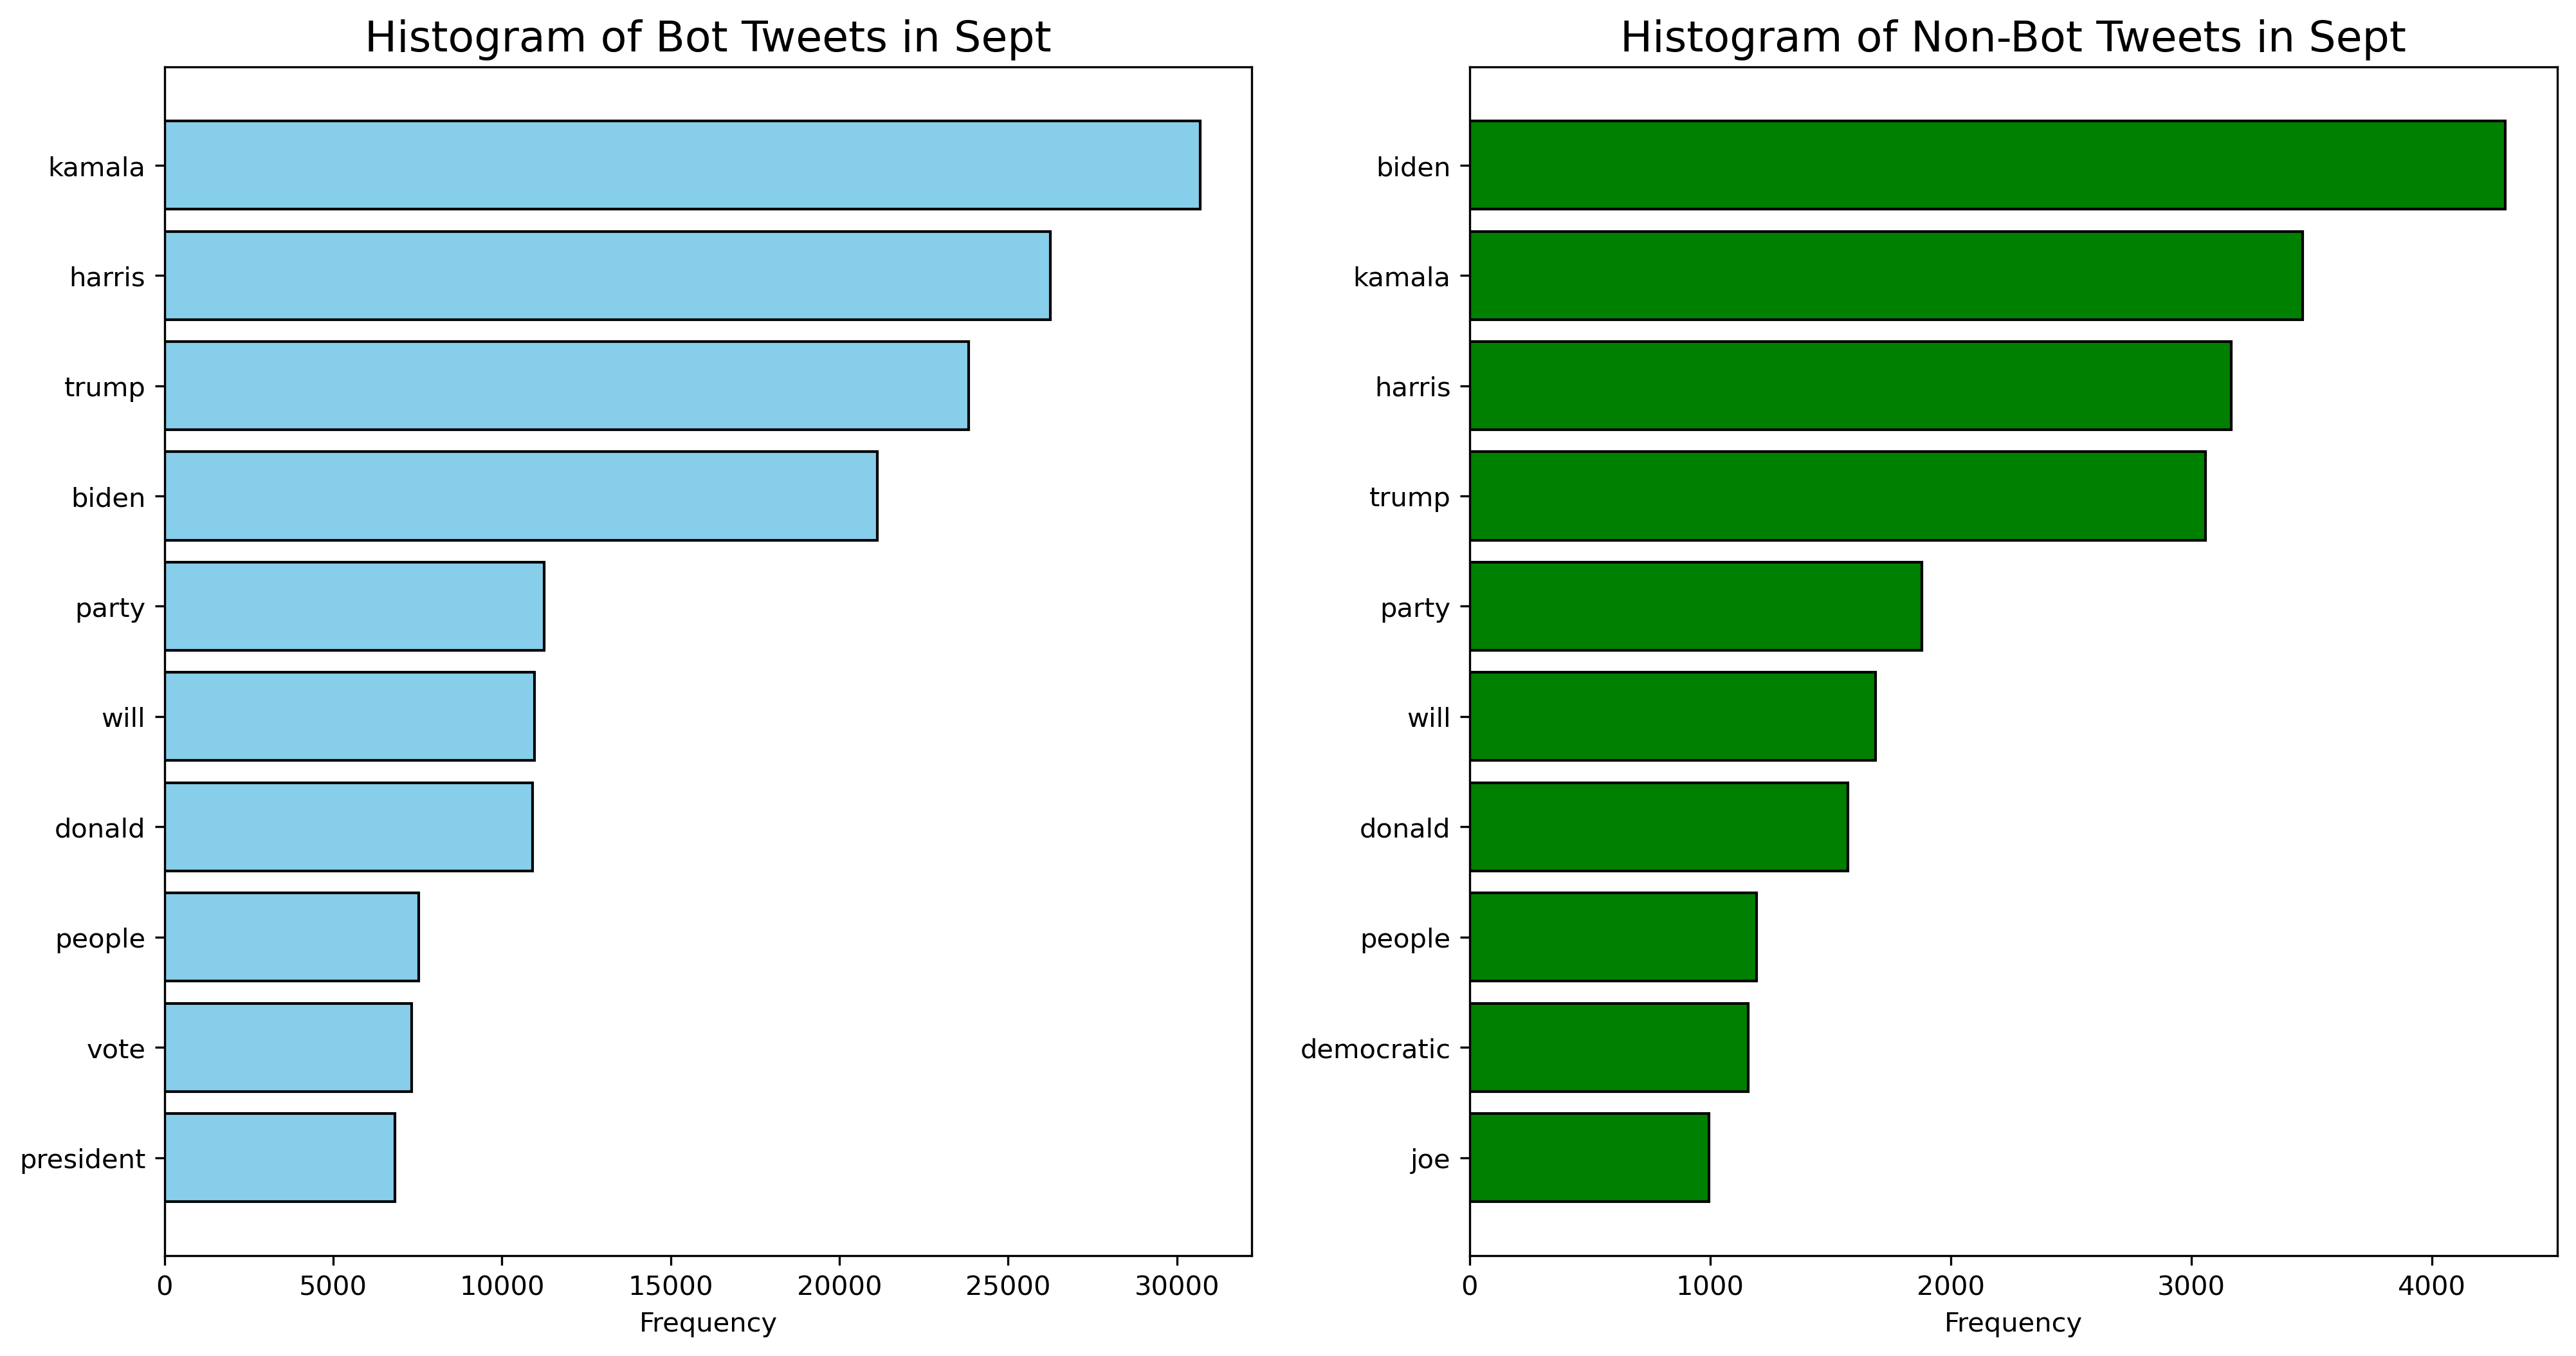 Histogram of Bot Tweets in Sept
kamala
harris
trump
biden
party
will
donald
people
vote
president
0 5000 10000 15000 20000 25000 30000
Frequency
Histogram of Non-Bot Tweets in Sept
biden
kamala
harris
trump
party
will
donald
people
democratic
joe
0 1000 2000 3000 4000
Frequency